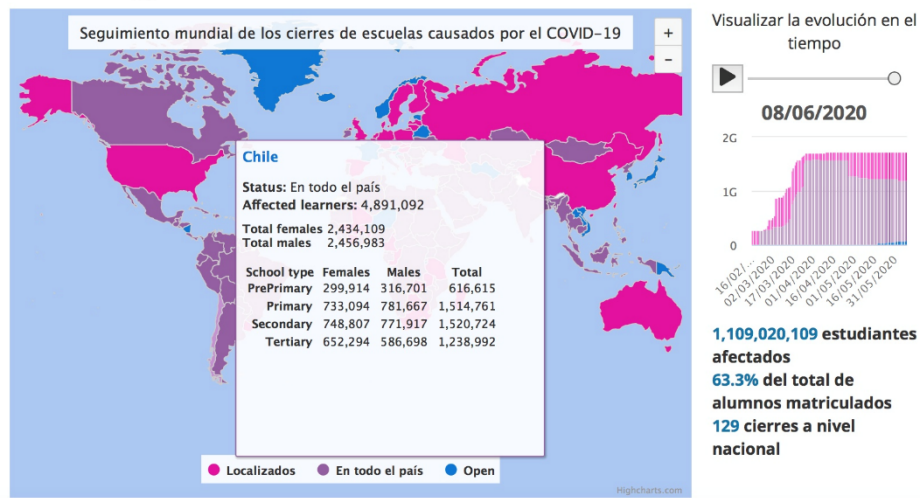 Seguimiento mundial de los cierres de escuelas causados por el COVID-19
+
-
Chile
Status: En todo el país
Affected learners: 4,891,092
Total females 2,434,109
Total males 2,456,983
School type Females Males Total
PrePrimary 299,914 316,701 616,615
Primary 733,094 781,667 1,514,761
Secondary 748,807 771,917 1,520,724
Tertiary 652,294 586,698 1,238,992
Localizados En todo el país Open
Highcharts.com
Visualizar la evolución en el
tiempo
08/06/2020
2G
1G
0
16/02/... 02/03/2020 17/03/2020 01/04/2020 16/04/2020 01/05/2020 16/05/2020 31/05/2020
1,109,020,109 estudiantes
afectados
63.3% del total de
alumnos matriculados
129 cierres a nivel
nacional